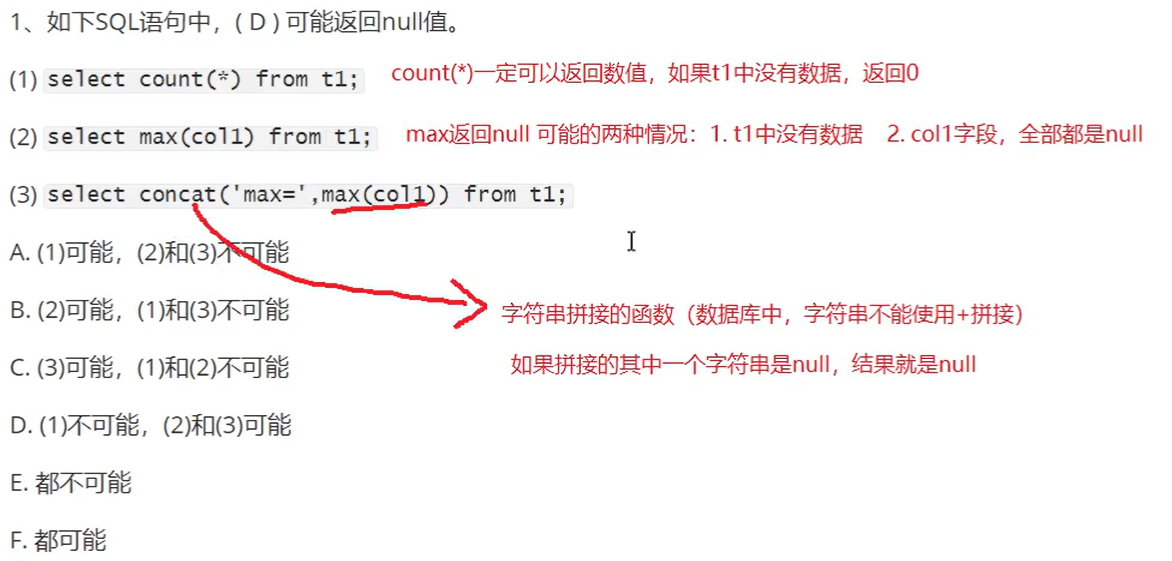 1、如下SQL语句中，( D ) 可能返回null值。
(1) select count(*) from t1; count(*)一定可以返回数值，如果t1中没有数据，返回0
(2) select max(col1) from t1; max返回null 可能的两种情况：1. t1中没有数据 2. col1字段，全部都是null
(3) select concat('max=',max(col1)) from t1;
A. (1)可能，(2)和(3)不可能
B. (2)可能，(1)和(3)不可能
字符串拼接的函数（数据库中，字符串不能使用+拼接）
C. (3)可能，(1)和(2)不可能
如果拼接的其中一个字符串是null，结果就是null
D. (1)不可能，(2)和(3)可能
E. 都不可能
F. 都可能